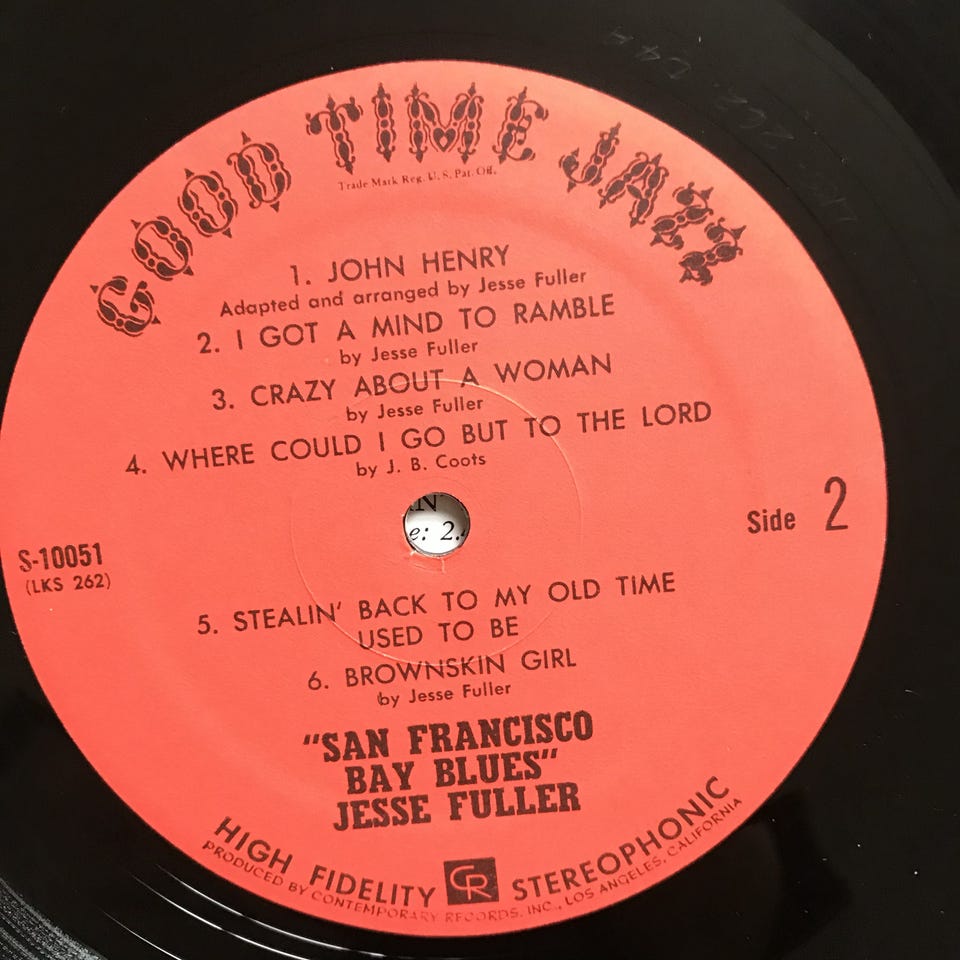 GOOD TIME JAZZ
Trade Mark Reg. U. S. Pat. Off.
1. JOHN HENRY
Adapted and arranged by Jesse Fuller
2. I GOT A MIND TO RAMBLE
by Jesse Fuller
3. CRAZY ABOUT A WOMAN
by Jesse Fuller
4. WHERE COULD I GO BUT TO THE LORD
by J. B. Coots
Side 2
S-10051
(LKS 262)
5. STEALIN' BACK TO MY OLD TIME
USED TO BE
6. BROWNSKIN GIRL
by Jesse Fuller
"SAN FRANCISCO
BAY BLUES"
JESSE FULLER
HIGH FIDELITY CR STEREOPHONIC
PRODUCED BY CONTEMPORARY RECORDS, INC., LOS ANGELES, CALIFORNIA